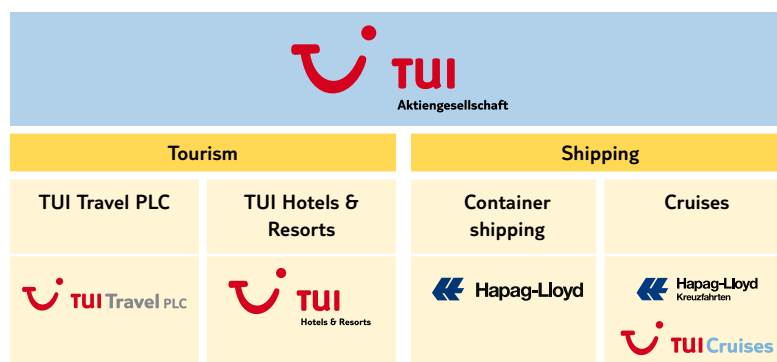 TUI
Aktiengesellschaft
Tourism
Shipping
TUI Travel PLC
TUI Hotels &
Resorts
Container
shipping
Cruises
TUI Travel PLC
TUI
Hotels & Resorts
Hapag-Lloyd
Hapag-Lloyd
Kreuzfahrten
TUI Cruises